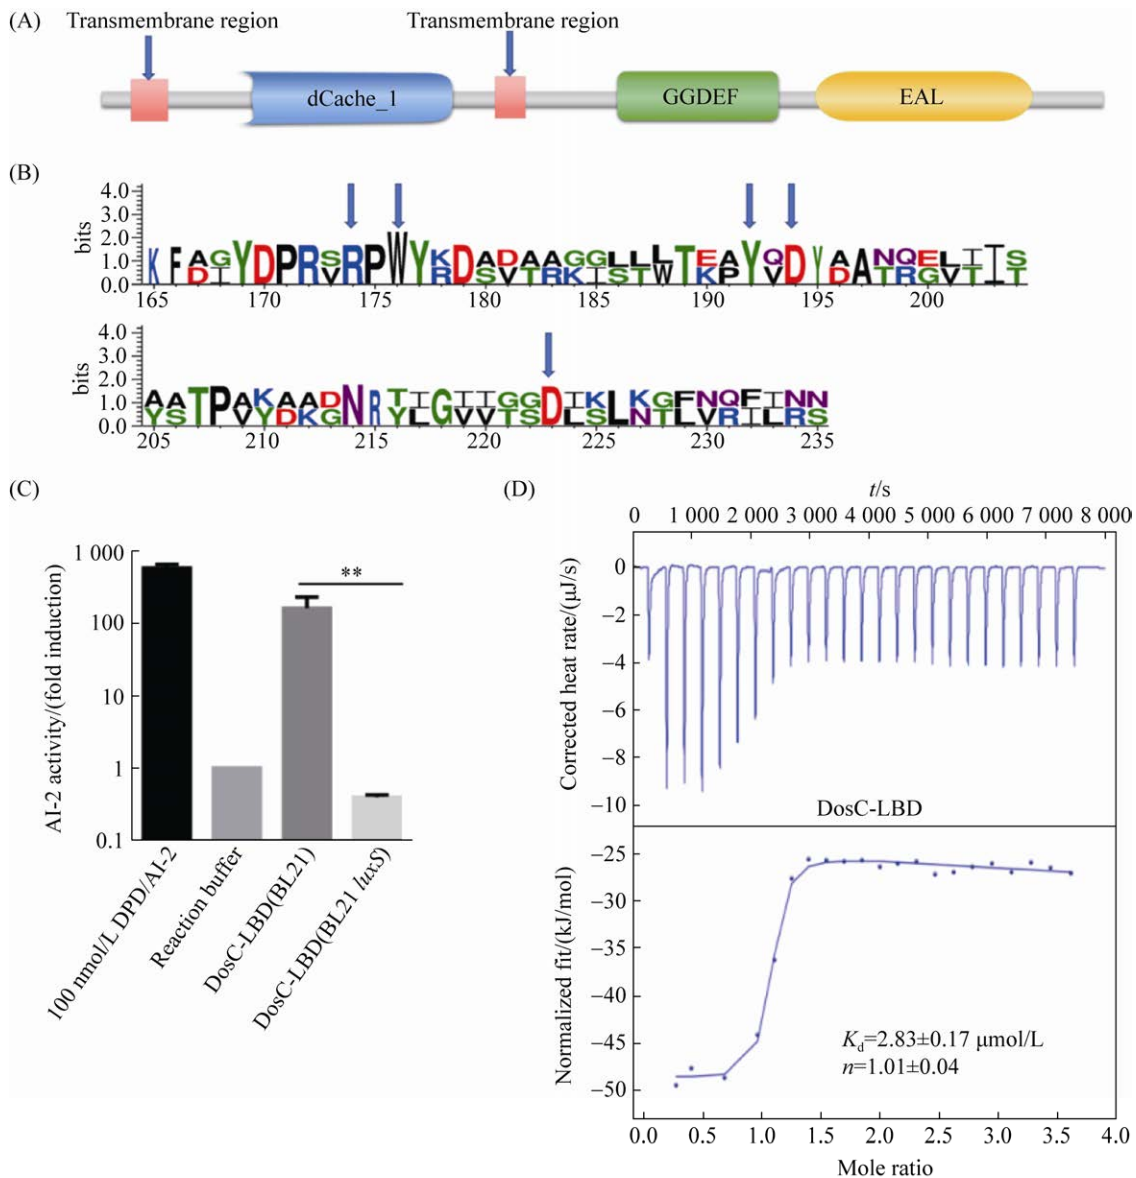 (A)
Transmembrane region Transmembrane region
dCache_1 GGDEF EAL
(B)
bits
4.0
3.0
2.0
1.0
0.0
165 170 175 180 185 190 195 200
bits
4.0
3.0
2.0
1.0
0.0
205 210 215 220 225 230 235
(C)
AI-2 activity/(fold induction)
1 000
100
10
1
0.1
**
100 nmol/L DPD/AI-2
Reaction buffer
DosC-LBD(BL21)
DosC-LBD(BL21 luxS)
(D)
t/s
0 1 000 2 000 3 000 4 000 5 000 6 000 7 000 8 000
Corrected heat rate/(μJ/s)
0
−2
−4
−6
−8
−10
DosC-LBD
Normalized fit/(kJ/mol)
−25
−30
−35
−40
−45
−50
Kd=2.83±0.17 μmol/L
n=1.01±0.04
0.0 0.5 1.0 1.5 2.0 2.5 3.0 3.5 4.0
Mole ratio